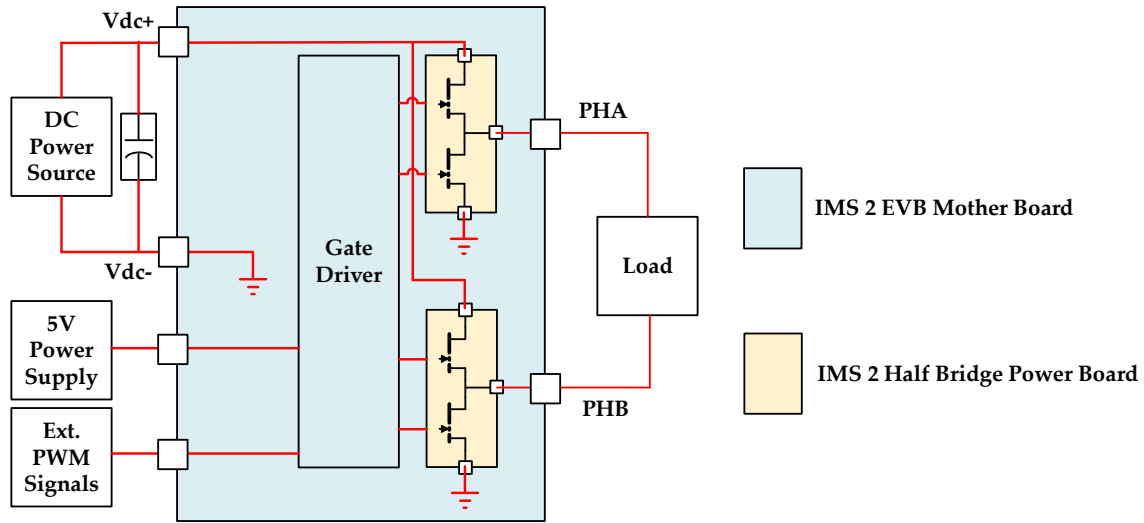 Vdc+
DC
Power
Source
Vdc-
5V
Power
Supply
Ext.
PWM
Signals
Gate
Driver
PHA
Load
PHB
IMS 2 EVB Mother Board
IMS 2 Half Bridge Power Board